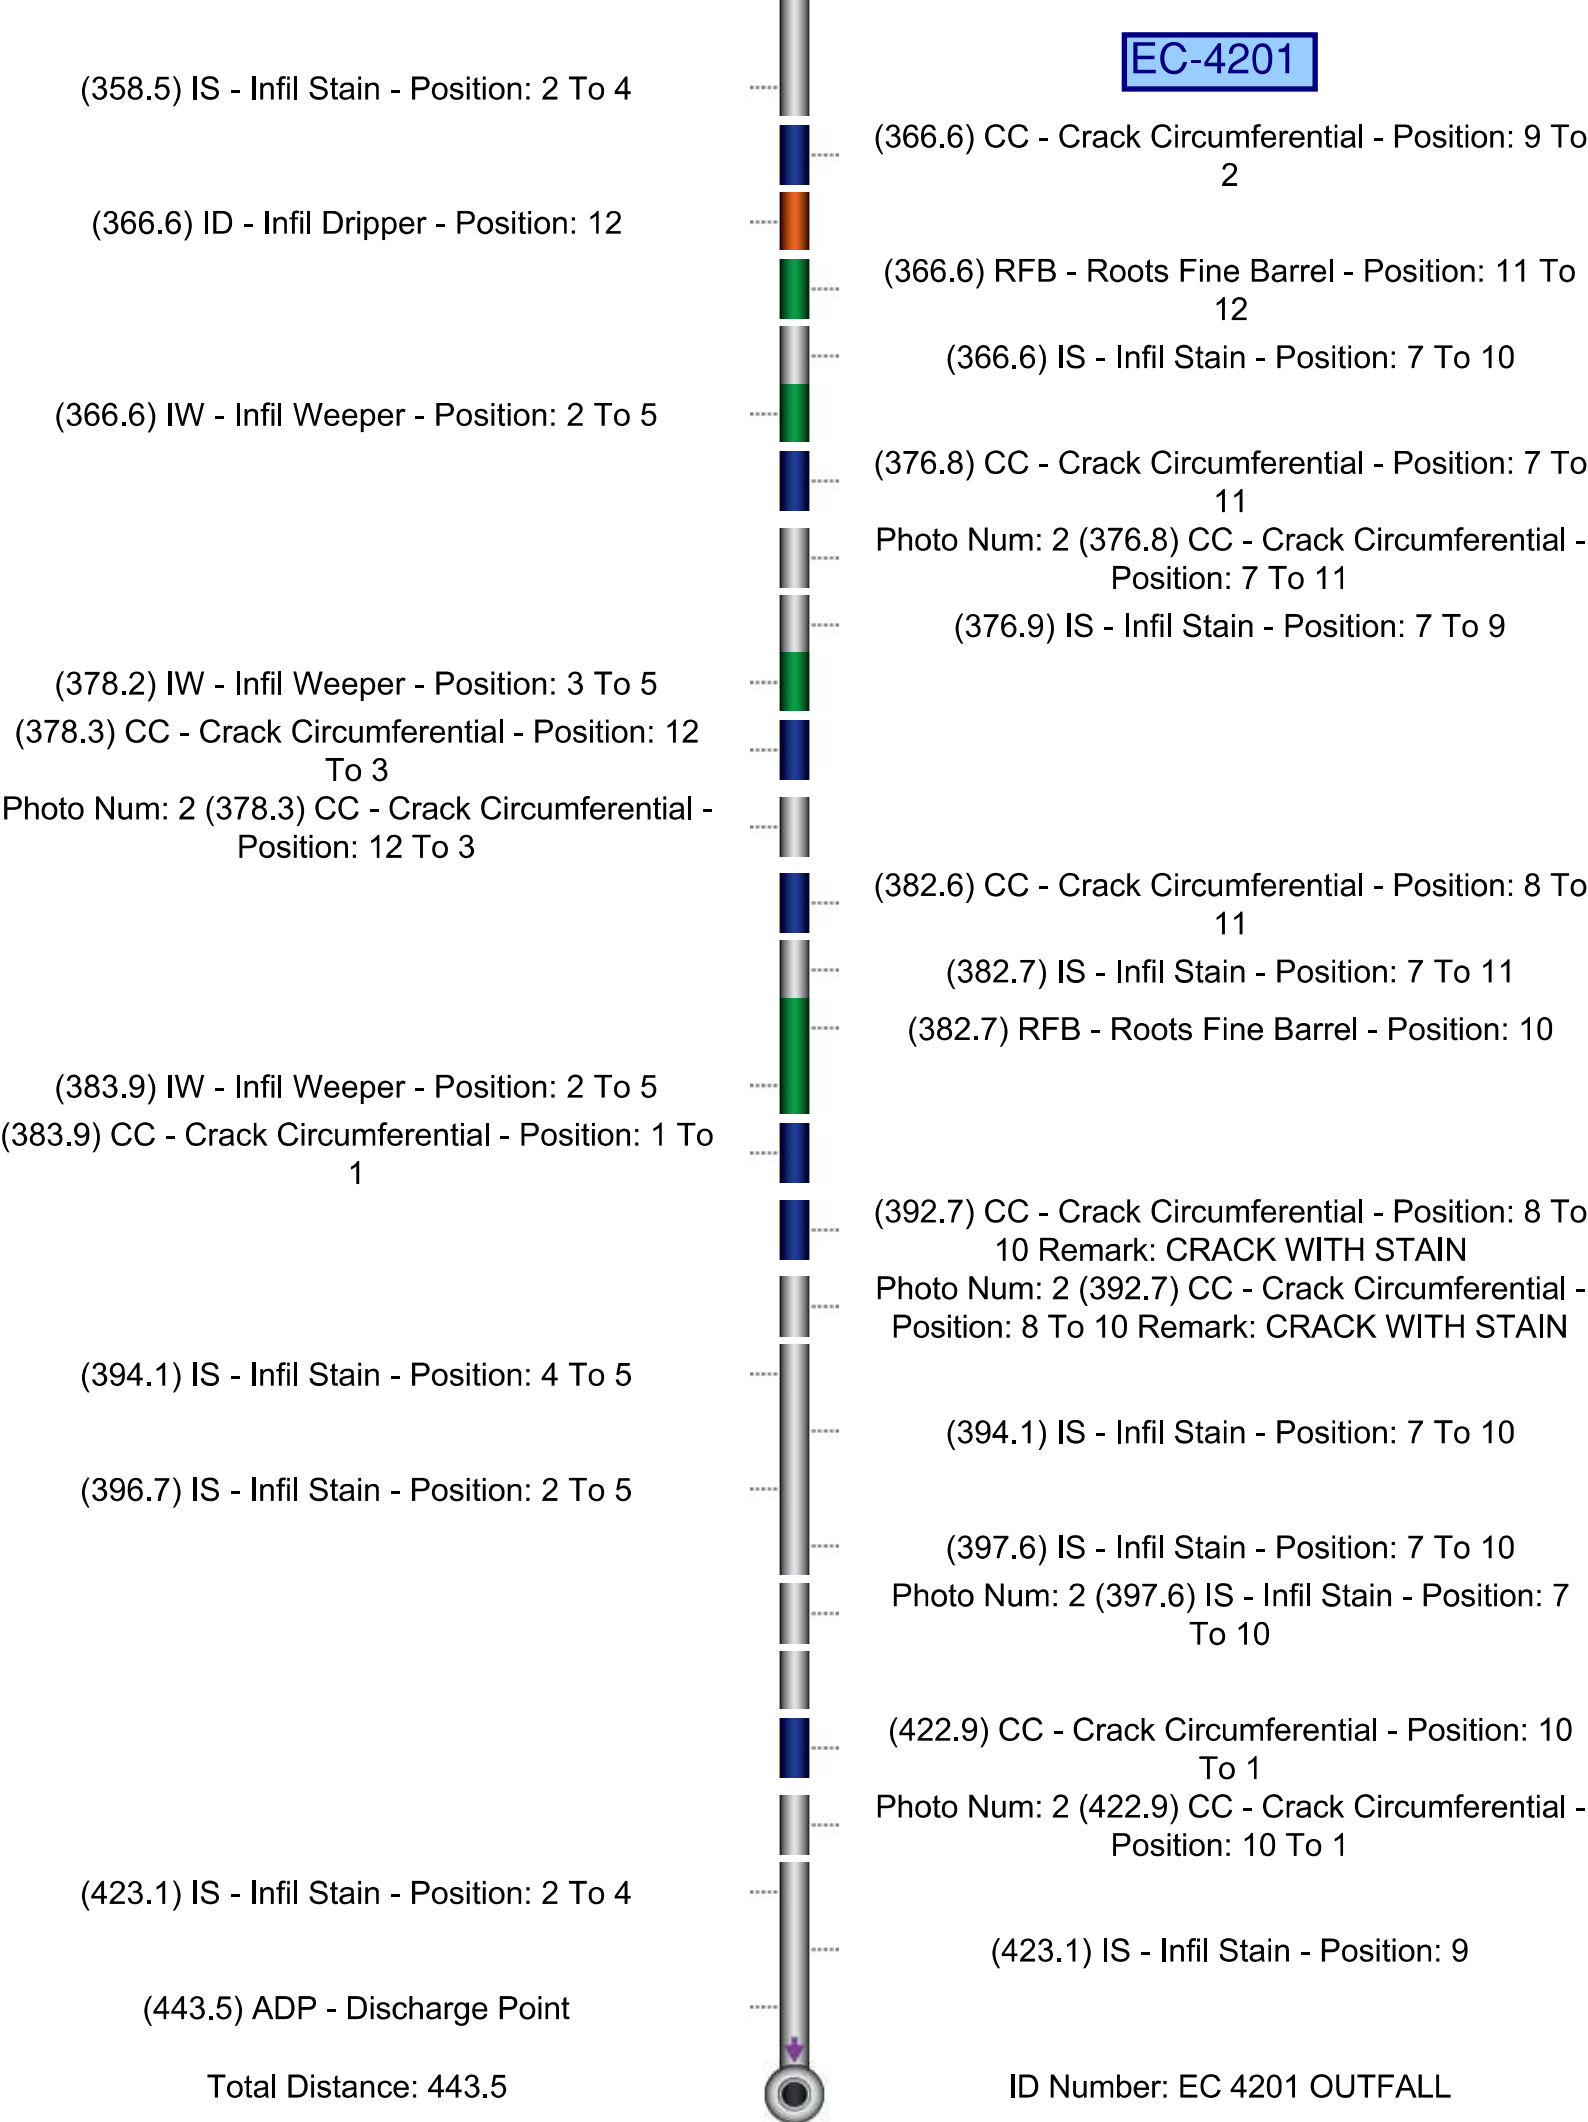 EC-4201
(358.5) IS - Infil Stain - Position: 2 To 4
(366.6) CC - Crack Circumferential - Position: 9 To
2
(366.6) ID - Infil Dripper - Position: 12
(366.6) RFB - Roots Fine Barrel - Position: 11 To
12
(366.6) IS - Infil Stain - Position: 7 To 10
(366.6) IW - Infil Weeper - Position: 2 To 5
(376.8) CC - Crack Circumferential - Position: 7 To
11
Photo Num: 2 (376.8) CC - Crack Circumferential -
Position: 7 To 11
(376.9) IS - Infil Stain - Position: 7 To 9
(378.2) IW - Infil Weeper - Position: 3 To 5
(378.3) CC - Crack Circumferential - Position: 12
To 3
Photo Num: 2 (378.3) CC - Crack Circumferential -
Position: 12 To 3
(382.6) CC - Crack Circumferential - Position: 8 To
11
(382.7) IS - Infil Stain - Position: 7 To 11
(382.7) RFB - Roots Fine Barrel - Position: 10
(383.9) IW - Infil Weeper - Position: 2 To 5
(383.9) CC - Crack Circumferential - Position: 1 To
1
(392.7) CC - Crack Circumferential - Position: 8 To
10 Remark: CRACK WITH STAIN
Photo Num: 2 (392.7) CC - Crack Circumferential -
Position: 8 To 10 Remark: CRACK WITH STAIN
(394.1) IS - Infil Stain - Position: 4 To 5
(394.1) IS - Infil Stain - Position: 7 To 10
(396.7) IS - Infil Stain - Position: 2 To 5
(397.6) IS - Infil Stain - Position: 7 To 10
Photo Num: 2 (397.6) IS - Infil Stain - Position: 7
To 10
(422.9) CC - Crack Circumferential - Position: 10
To 1
Photo Num: 2 (422.9) CC - Crack Circumferential -
Position: 10 To 1
(423.1) IS - Infil Stain - Position: 2 To 4
(423.1) IS - Infil Stain - Position: 9
(443.5) ADP - Discharge Point
Total Distance: 443.5
ID Number: EC 4201 OUTFALL